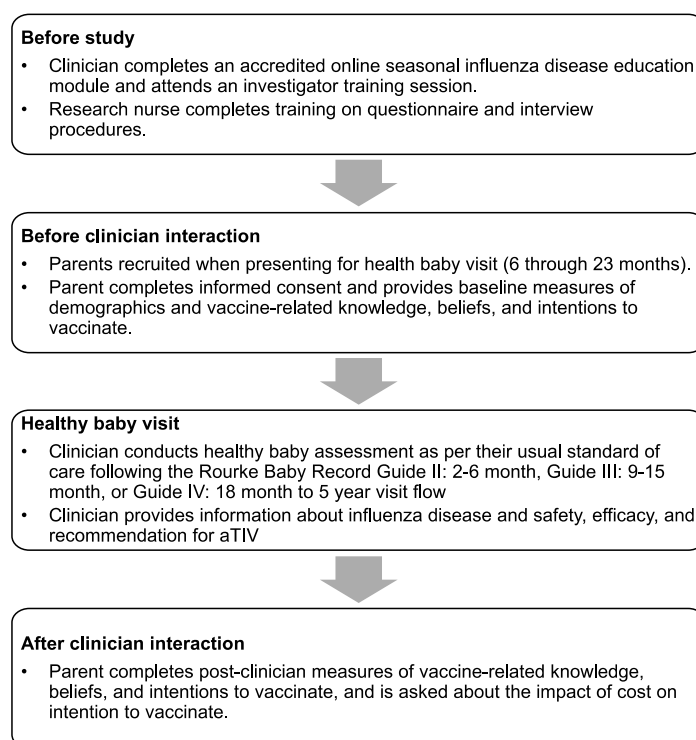 Before study
• Clinician completes an accredited online seasonal influenza disease education
module and attends an investigator training session.
• Research nurse completes training on questionnaire and interview
procedures.
Before clinician interaction
• Parents recruited when presenting for health baby visit (6 through 23 months).
• Parent completes informed consent and provides baseline measures of
demographics and vaccine-related knowledge, beliefs, and intentions to
vaccinate.
Healthy baby visit
• Clinician conducts healthy baby assessment as per their usual standard of
care following the Rourke Baby Record Guide II: 2-6 month, Guide III: 9-15
month, or Guide IV: 18 month to 5 year visit flow
• Clinician provides information about influenza disease and safety, efficacy, and
recommendation for aTIV
After clinician interaction
• Parent completes post-clinician measures of vaccine-related knowledge,
beliefs, and intentions to vaccinate, and is asked about the impact of cost on
intention to vaccinate.